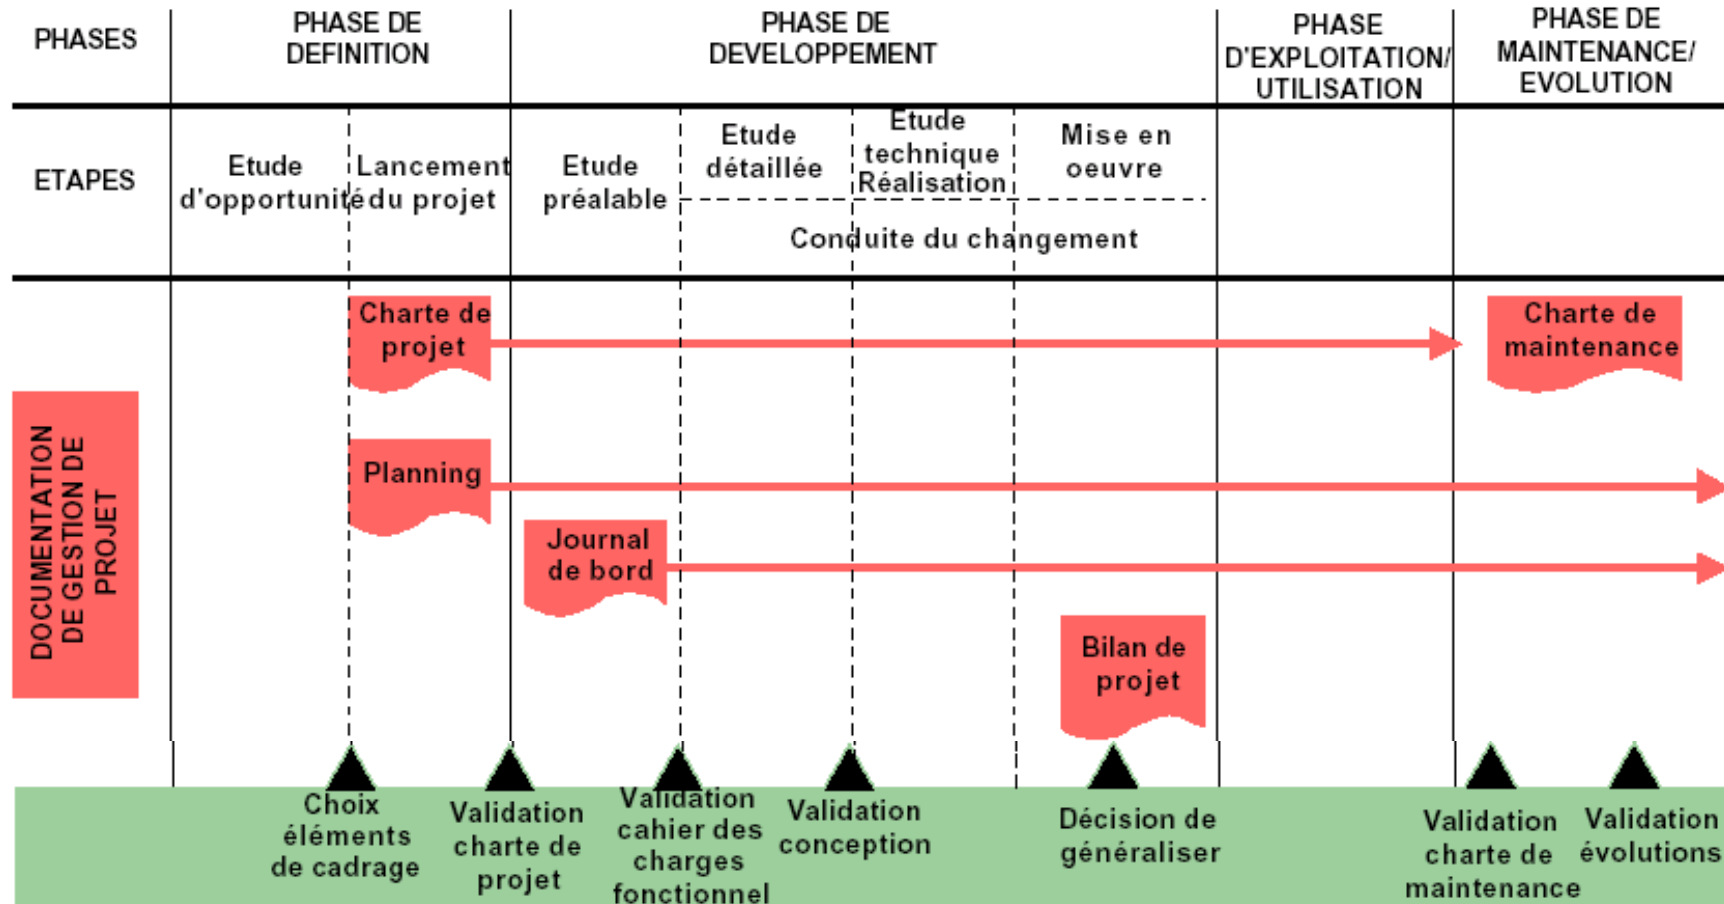 PHASES
PHASE DE
DEFINITION
PHASE DE
DEVELOPPEMENT
PHASE
D'EXPLOITATION/
UTILISATION
PHASE DE
MAINTENANCE/
EVOLUTION
ETAPES
Etude
d'opportunité
Lancement
du projet
Etude
préalable
Etude
détaillée
Etude
technique
Réalisation
Mise en
oeuvre
Conduite du changement
DOCUMENTATION
DE GESTION DE
PROJET
Charte de
projet
Charte de
maintenance
Planning
Journal
de bord
Bilan de
projet
Choix
éléments
de cadrage
Validation
charte de
projet
Validation
cahier des
charges
fonctionnel
Validation
conception
Décision de
généraliser
Validation
charte de
maintenance
Validation
évolutions